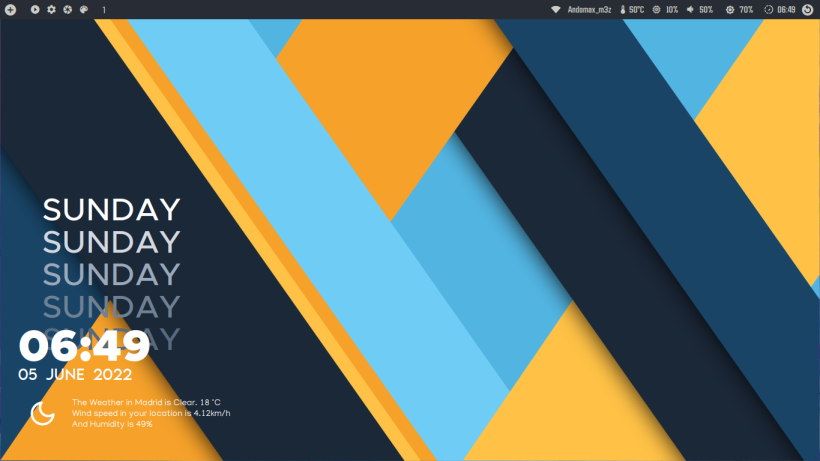 1 Andomax_m3z 50°C 10% 50% 70% 06:49
SUNDAY
SUNDAY
SUNDAY
SUNDAY
SUNDAY
06:49
05 JUNE 2022
The Weather in Madrid is Clear. 18 °C
Wind speed in your location is 4.12km/h
And Humidity is 49%